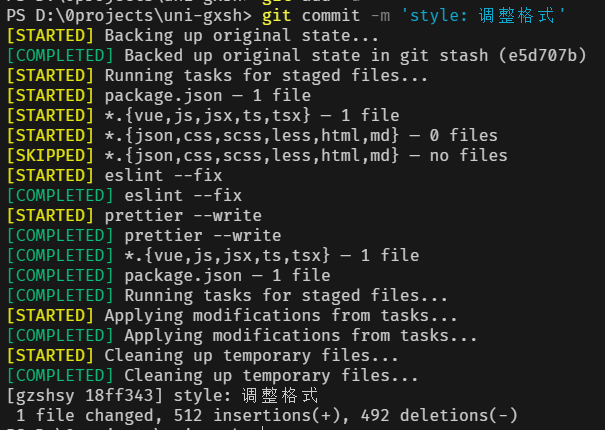 PS D:\0projects\uni-gxsh> git commit -m 'style: 调整格式'
[STARTED] Backing up original state...
[COMPLETED] Backed up original state in git stash (e5d707b)
[STARTED] Running tasks for staged files...
[STARTED] package.json — 1 file
[STARTED] *.{vue,js,jsx,ts,tsx} — 1 file
[STARTED] *.{json,css,scss,less,html,md} — 0 files
[SKIPPED] *.{json,css,scss,less,html,md} — no files
[STARTED] eslint --fix
[COMPLETED] eslint --fix
[STARTED] prettier --write
[COMPLETED] prettier --write
[COMPLETED] *.{vue,js,jsx,ts,tsx} — 1 file
[COMPLETED] package.json — 1 file
[COMPLETED] Running tasks for staged files...
[STARTED] Applying modifications from tasks...
[COMPLETED] Applying modifications from tasks...
[STARTED] Cleaning up temporary files...
[COMPLETED] Cleaning up temporary files...
[gzshsy 18ff343] style: 调整格式
1 file changed, 512 insertions(+), 492 deletions(-)